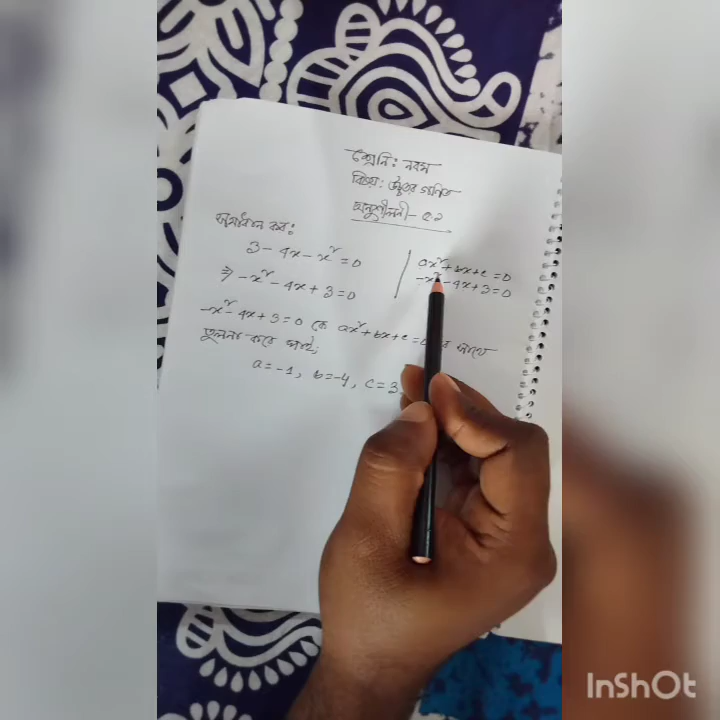 শ্রেনি: নবম
বিষয়: উচ্চতর গণিত
অনুশীলনী - ৫.১
সমাধান কর:
3 - 4x - x² = 0
⇒ -x² - 4x + 3 = 0
ax² + bx + c = 0
-x² - 4x + 3 = 0
-x² - 4x + 3 = 0 কে ax² + bx + c = 0 সাথে
তুলনা করে পাই;
a = -1, b = -4, c = 3
InShOt